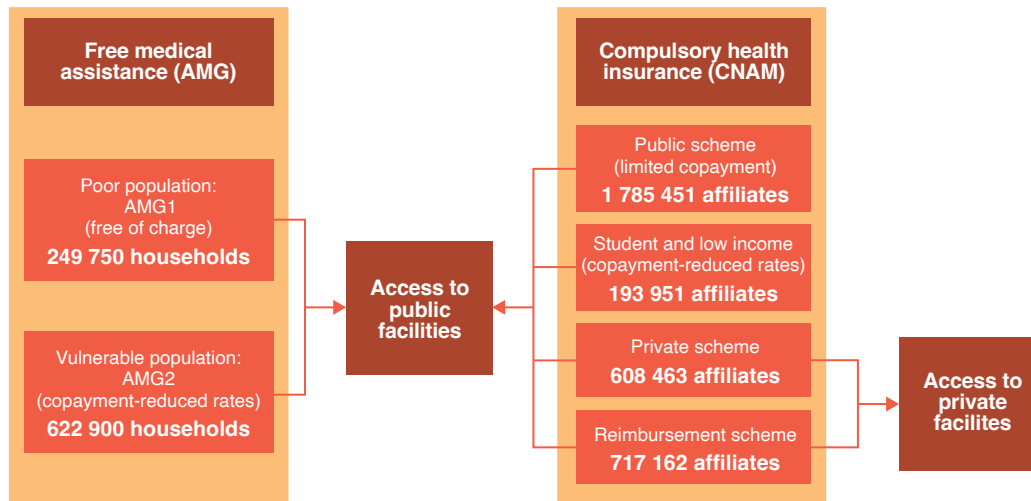 Free medical
assistance (AMG)
Poor population:
AMG1
(free of charge)
249 750 households
Vulnerable population:
AMG2
(copayment-reduced rates)
622 900 households
Access to
public
facilities
Compulsory health
insurance (CNAM)
Public scheme
(limited copayment)
1 785 451 affiliates
Student and low income
(copayment-reduced rates)
193 951 affiliates
Private scheme
608 463 affiliates
Reimbursement scheme
717 162 affiliates
Access to
private
facilites